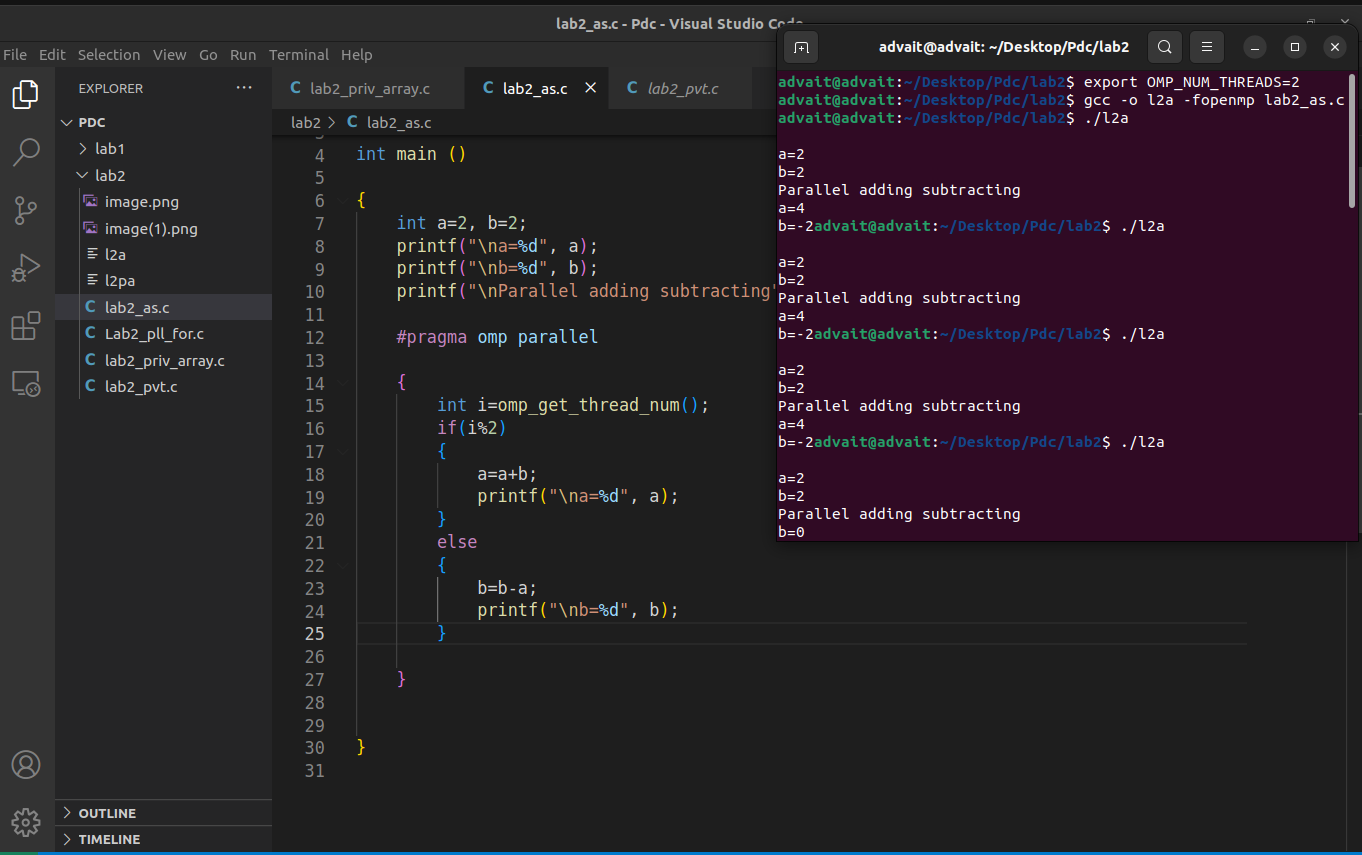 lab2_as.c - Pdc - Visual Studio Code
File Edit Selection View Go Run Terminal Help
EXPLORER ···
PDC
lab1
lab2
image.png
image(1).png
l2a
l2pa
C lab2_as.c
C Lab2_pll_for.c
C lab2_priv_array.c
C lab2_pvt.c
OUTLINE
TIMELINE
C lab2_priv_array.c C lab2_as.c C lab2_pvt.c
lab2 > C lab2_as.c
4 int main ()
5
6 {
7 int a=2, b=2;
8 printf("\na=%d", a);
9 printf("\nb=%d", b);
10 printf("\nParallel adding subtracting"
11
12 #pragma omp parallel
13
14 {
15 int i=omp_get_thread_num();
16 if(i%2)
17 {
18 a=a+b;
19 printf("\na=%d", a);
20 }
21 else
22 {
23 b=b-a;
24 printf("\nb=%d", b);
25 }
26
27 }
28
29
30 }
31
advait@advait: ~/Desktop/Pdc/lab2
advait@advait:~/Desktop/Pdc/lab2$ export OMP_NUM_THREADS=2
advait@advait:~/Desktop/Pdc/lab2$ gcc -o l2a -fopenmp lab2_as.c
advait@advait:~/Desktop/Pdc/lab2$ ./l2a
a=2
b=2
Parallel adding subtracting
a=4
b=-2advait@advait:~/Desktop/Pdc/lab2$ ./l2a
a=2
b=2
Parallel adding subtracting
a=4
b=-2advait@advait:~/Desktop/Pdc/lab2$ ./l2a
a=2
b=2
Parallel adding subtracting
a=4
b=-2advait@advait:~/Desktop/Pdc/lab2$ ./l2a
a=2
b=2
Parallel adding subtracting
b=0